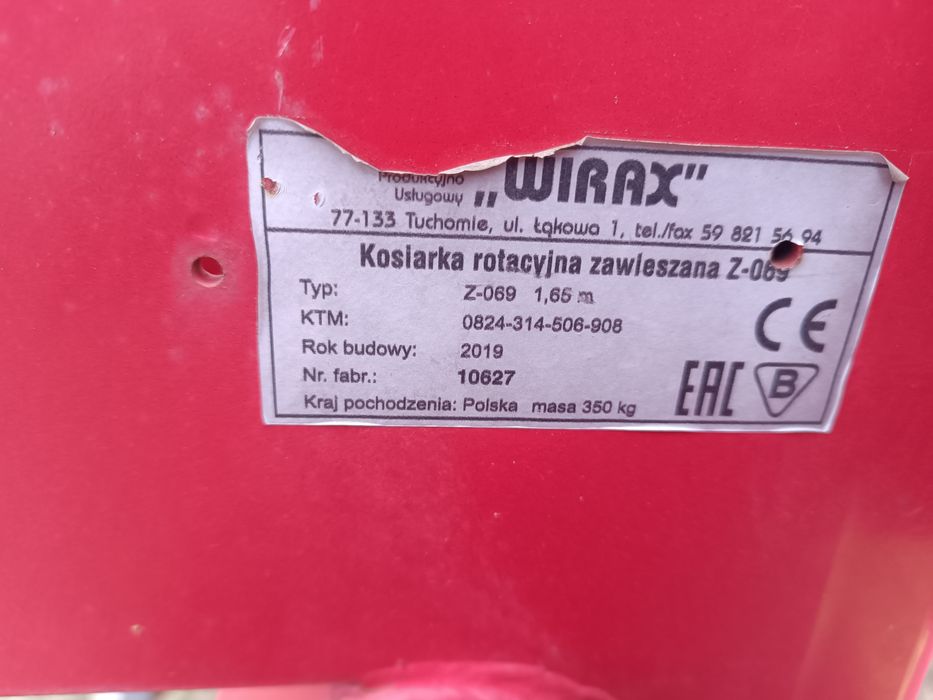 Produkcyjno
Usługowy „WIRAX”
77-133 Tuchomie, ul. Łąkowa 1, tel./fax 59 821 56 94
Kosiarka rotacyjna zawieszana Z-069
Typ: Z-069 1,65 m
KTM: 0824-314-506-908
Rok budowy: 2019
Nr. fabr.: 10627
Kraj pochodzenia: Polska masa 350 kg
CE
EAC B